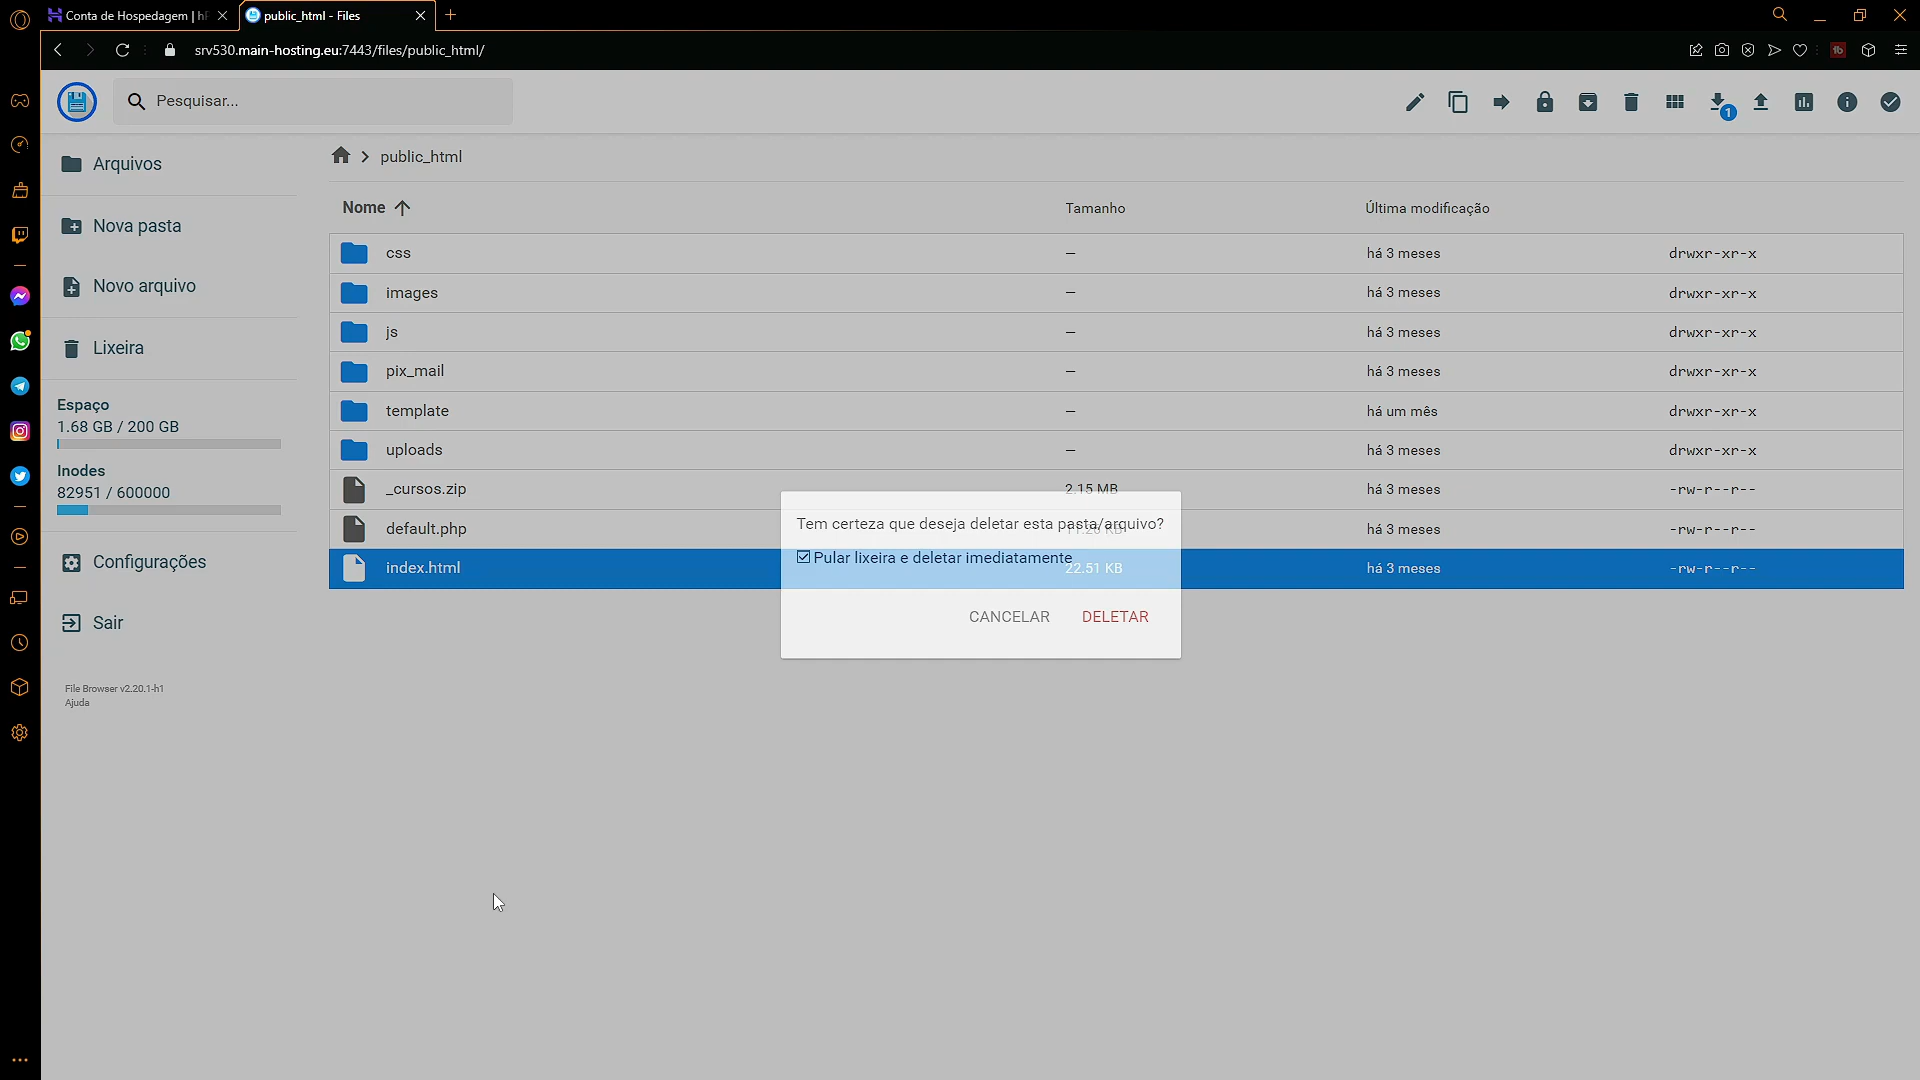 Conta de Hospedagem | hF
public_html - Files
srv530.main-hosting.eu:7443/files/public_html/
Pesquisar...
1
Arquivos
Nova pasta
Novo arquivo
Lixeira
Espaço
1.68 GB / 200 GB
Inodes
82951 / 600000
Configurações
Sair
File Browser v2.20.1-h1
Ajuda
public_html
Nome Tamanho Última modificação
css — há 3 meses drwxr-xr-x
images — há 3 meses drwxr-xr-x
js — há 3 meses drwxr-xr-x
pix_mail — há 3 meses drwxr-xr-x
template — há um mês drwxr-xr-x
uploads — há 3 meses drwxr-xr-x
_cursos.zip 2.15 MB há 3 meses -rw-r--r--
default.php há 3 meses -rw-r--r--
index.html 22.51 KB há 3 meses -rw-r--r--
Tem certeza que deseja deletar esta pasta/arquivo?
Pular lixeira e deletar imediatamente
CANCELAR DELETAR